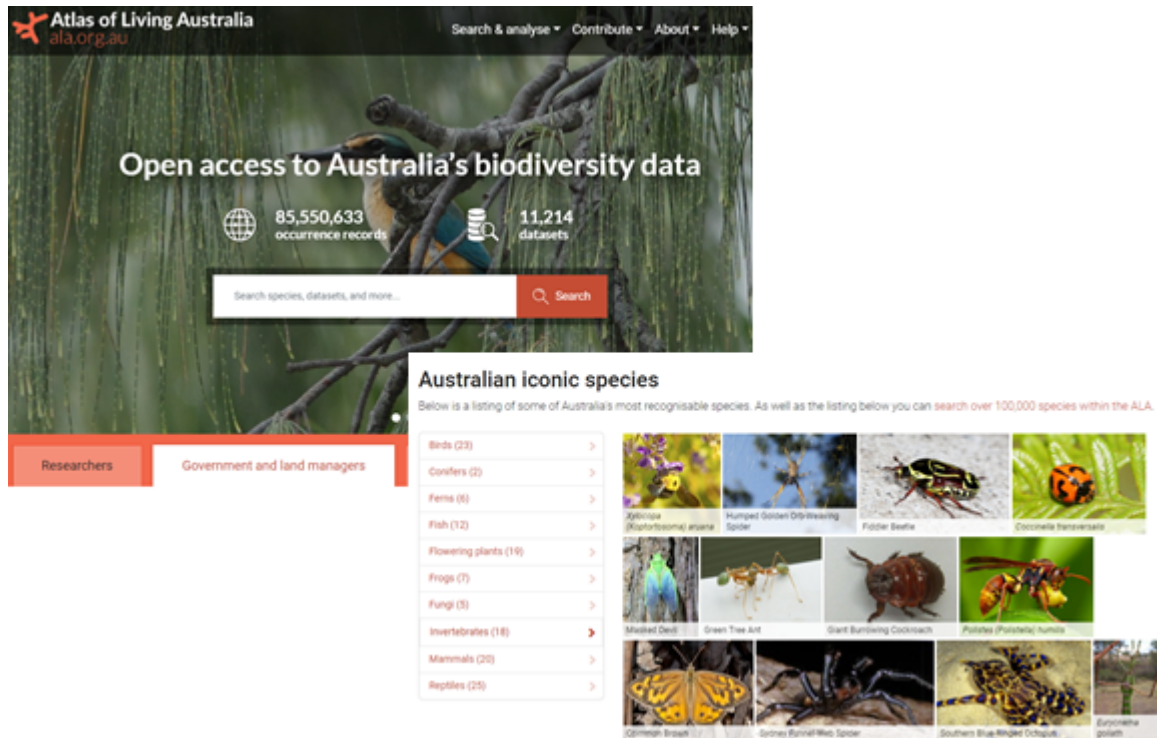 Atlas of Living Australia
ala.org.au
Search & analyse Contribute About Help
Open access to Australia's biodiversity data
85,550,633
occurrence records
11,214
datasets
Search species, datasets, and more...
Search
Researchers
Government and land managers
Australian iconic species
Below is a listing of some of Australia's most recognisable species. As well as the listing below you can search over 100,000 species within the ALA.
Birds (23)
Conifers (2)
Ferns (6)
Fish (12)
Flowering plants (19)
Frogs (7)
Fungi (5)
Invertebrates (18)
Mammals (20)
Reptiles (25)
Xylocopa
(Koptortosoma) aruana
Humped Golden Orb-Weaving
Spider
Fiddler Beetle
Coccinella transversalis
Masked Devil
Green Tree Ant
Giant Burrowing Cockroach
Polistes (Polistella) humilis
Common Brown
Sydney Funnel-Web Spider
Southern Blue-Ringed Octopus
Eurycnema
goliath